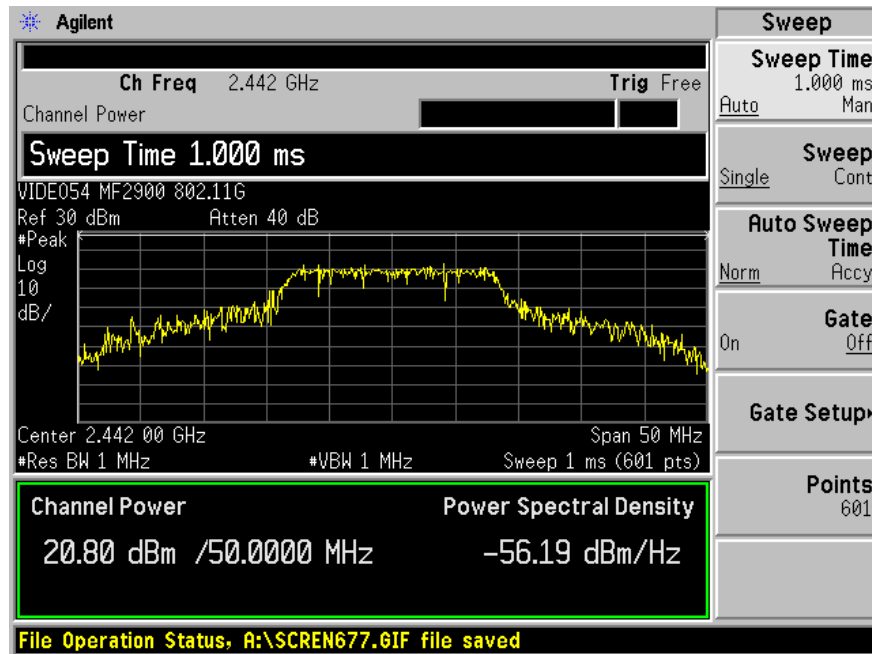 Agilent
Sweep
Ch Freq 2.442 GHz Trig Free
Channel Power
Sweep Time 1.000 ms
VIDEO54 MF2900 802.11G
Ref 30 dBm Atten 40 dB
#Peak
Log
10
dB/
Center 2.442 00 GHz Span 50 MHz
#Res BW 1 MHz #VBW 1 MHz Sweep 1 ms (601 pts)
Channel Power Power Spectral Density
20.80 dBm /50.0000 MHz -56.19 dBm/Hz
File Operation Status, A:\SCREN677.GIF file saved
Sweep Time
1.000 ms
Auto Man
Sweep
Single Cont
Auto Sweep
Time
Norm Accy
Gate
On Off
Gate Setup▸
Points
601